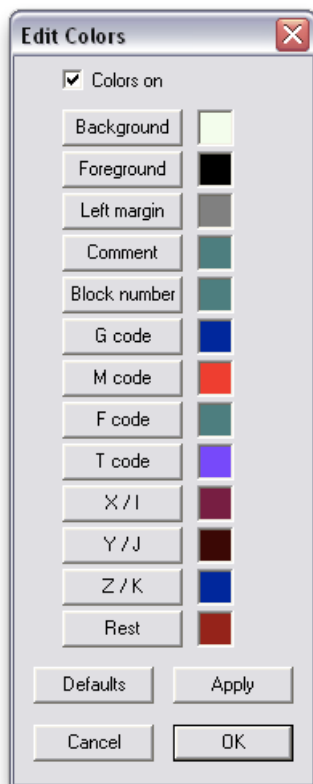 Edit Colors
Colors on
Background
Foreground
Left margin
Comment
Block number
G code
M code
F code
T code
X / I
Y / J
Z / K
Rest
Defaults Apply
Cancel OK